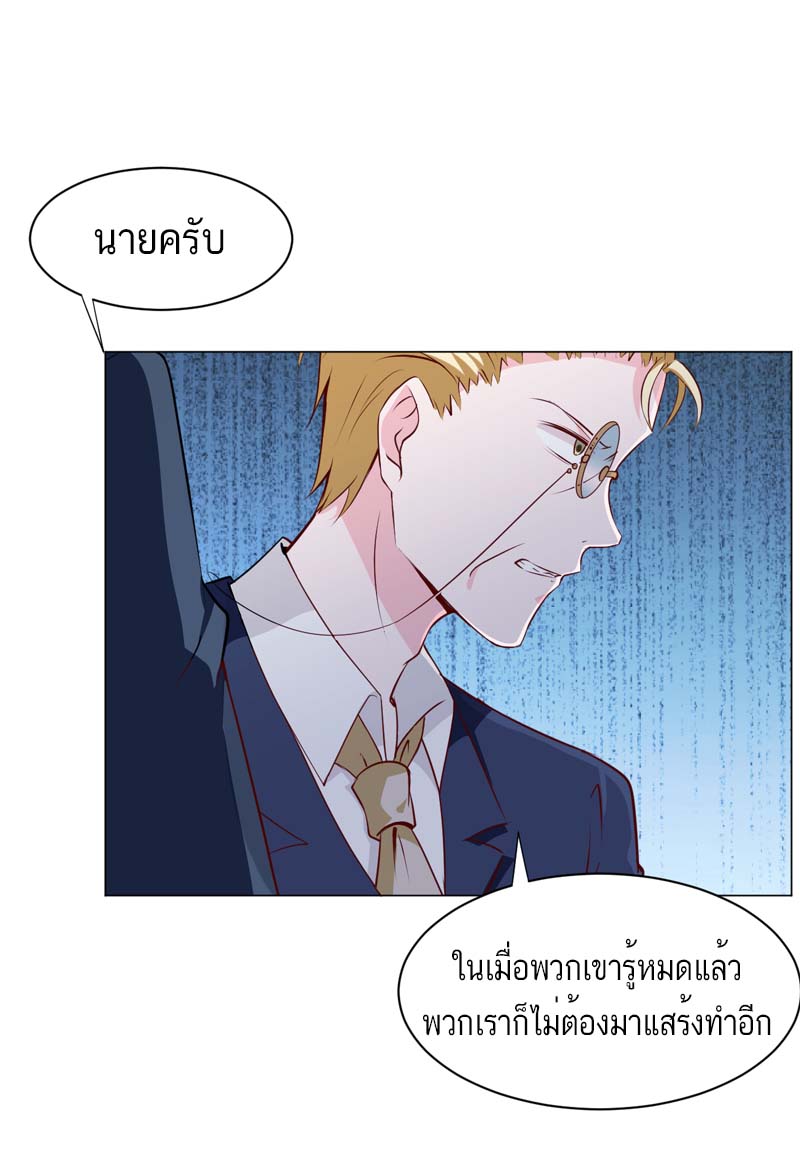 นายครับ
ในเมื่อพวกเขารู้หมดแล้ว
พวกเราก็ไม่ต้องมาแสร้งทำอีก